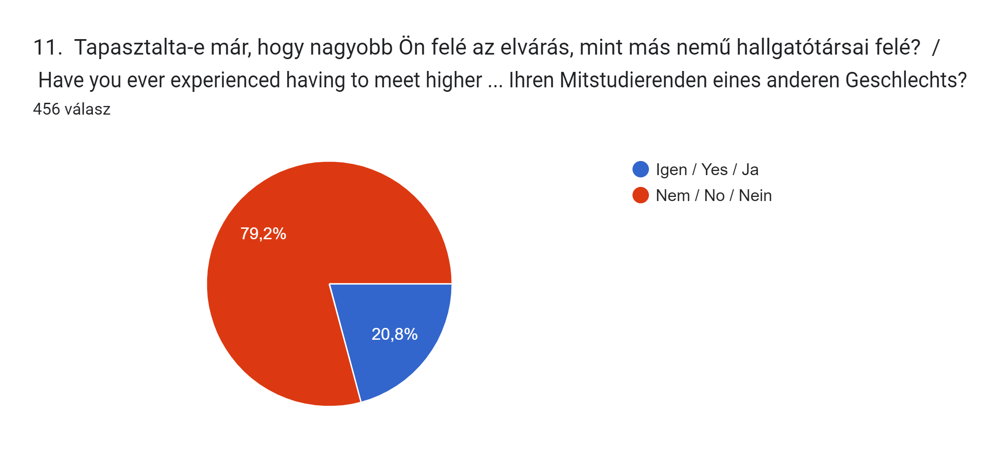 11. Tapasztalta-e már, hogy nagyobb Ön felé az elvárás, mint más nemű hallgatótársai felé? /
Have you ever experienced having to meet higher ... Ihren Mitstudierenden eines anderen Geschlechts?
456 válasz
Igen / Yes / Ja
Nem / No / Nein
79,2%
20,8%